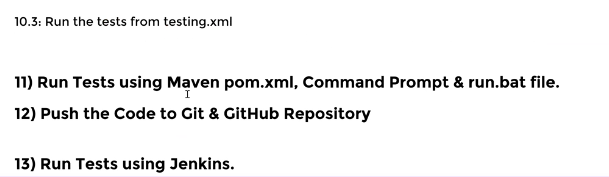 10.3: Run the tests from testing.xml
11) Run Tests using Maven pom.xml, Command Prompt & run.bat file.
12) Push the Code to Git & GitHub Repository
13) Run Tests using Jenkins.